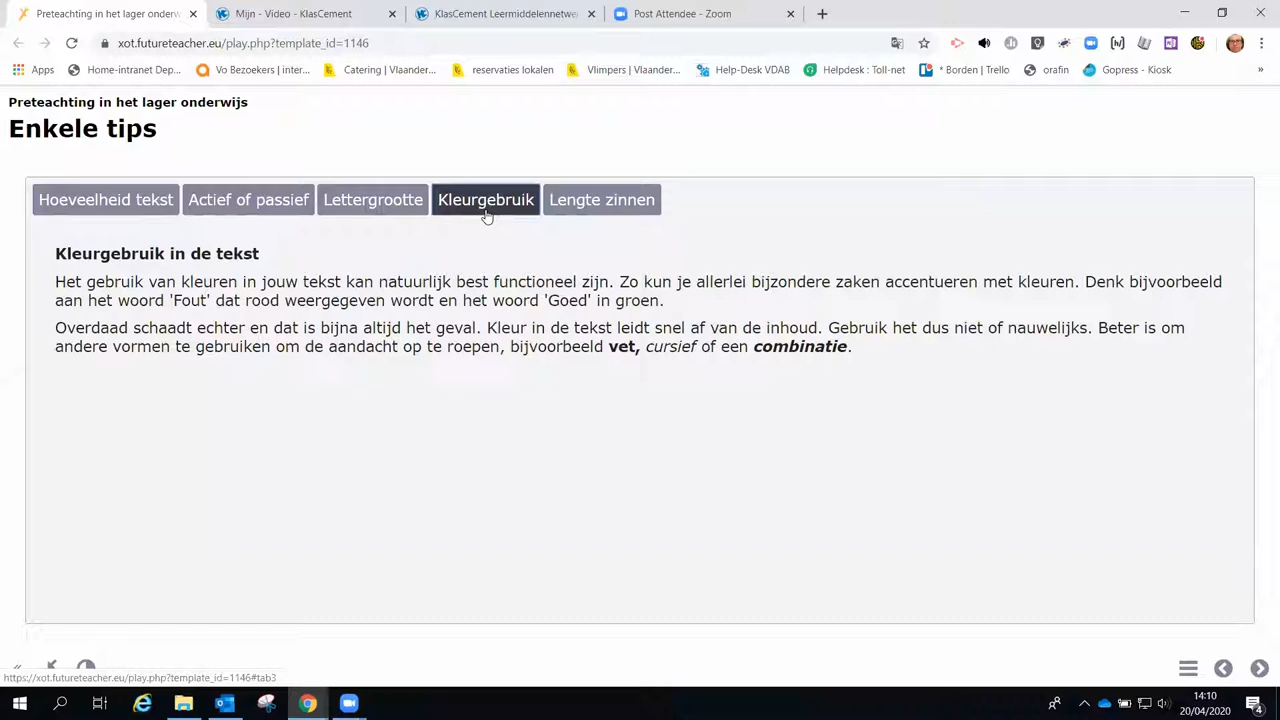 Preteaching in het lager onderw
Mijn - Video - KlasCement
KlasCement Leermiddelennetwe
Post Attendee - Zoom
xot.futureteacher.eu/play.php?template_id=1146
Apps
Home-intranet Dep...
Vo Bezoekers | inter...
Catering | Vlaander...
reservaties lokalen
Vlimpers | Vlaander...
Help-Desk VDAB
Helpdesk : Toll-net
* Borden | Trello
orafin
Gopress - Kiosk
»
Preteaching in het lager onderwijs
Enkele tips
Hoeveelheid tekst
Actief of passief
Lettergrootte
Kleurgebruik
Lengte zinnen
Kleurgebruik in de tekst
Het gebruik van kleuren in jouw tekst kan natuurlijk best functioneel zijn. Zo kun je allerlei bijzondere zaken accentueren met kleuren. Denk bijvoorbeeld
aan het woord 'Fout' dat rood weergegeven wordt en het woord 'Goed' in groen.
Overdaad schaadt echter en dat is bijna altijd het geval. Kleur in de tekst leidt snel af van de inhoud. Gebruik het dus niet of nauwelijks. Beter is om
andere vormen te gebruiken om de aandacht op te roepen, bijvoorbeeld vet, cursief of een combinatie.
https://xot.futureteacher.eu/play.php?template_id=1146#tab3
14:10
20/04/2020
4